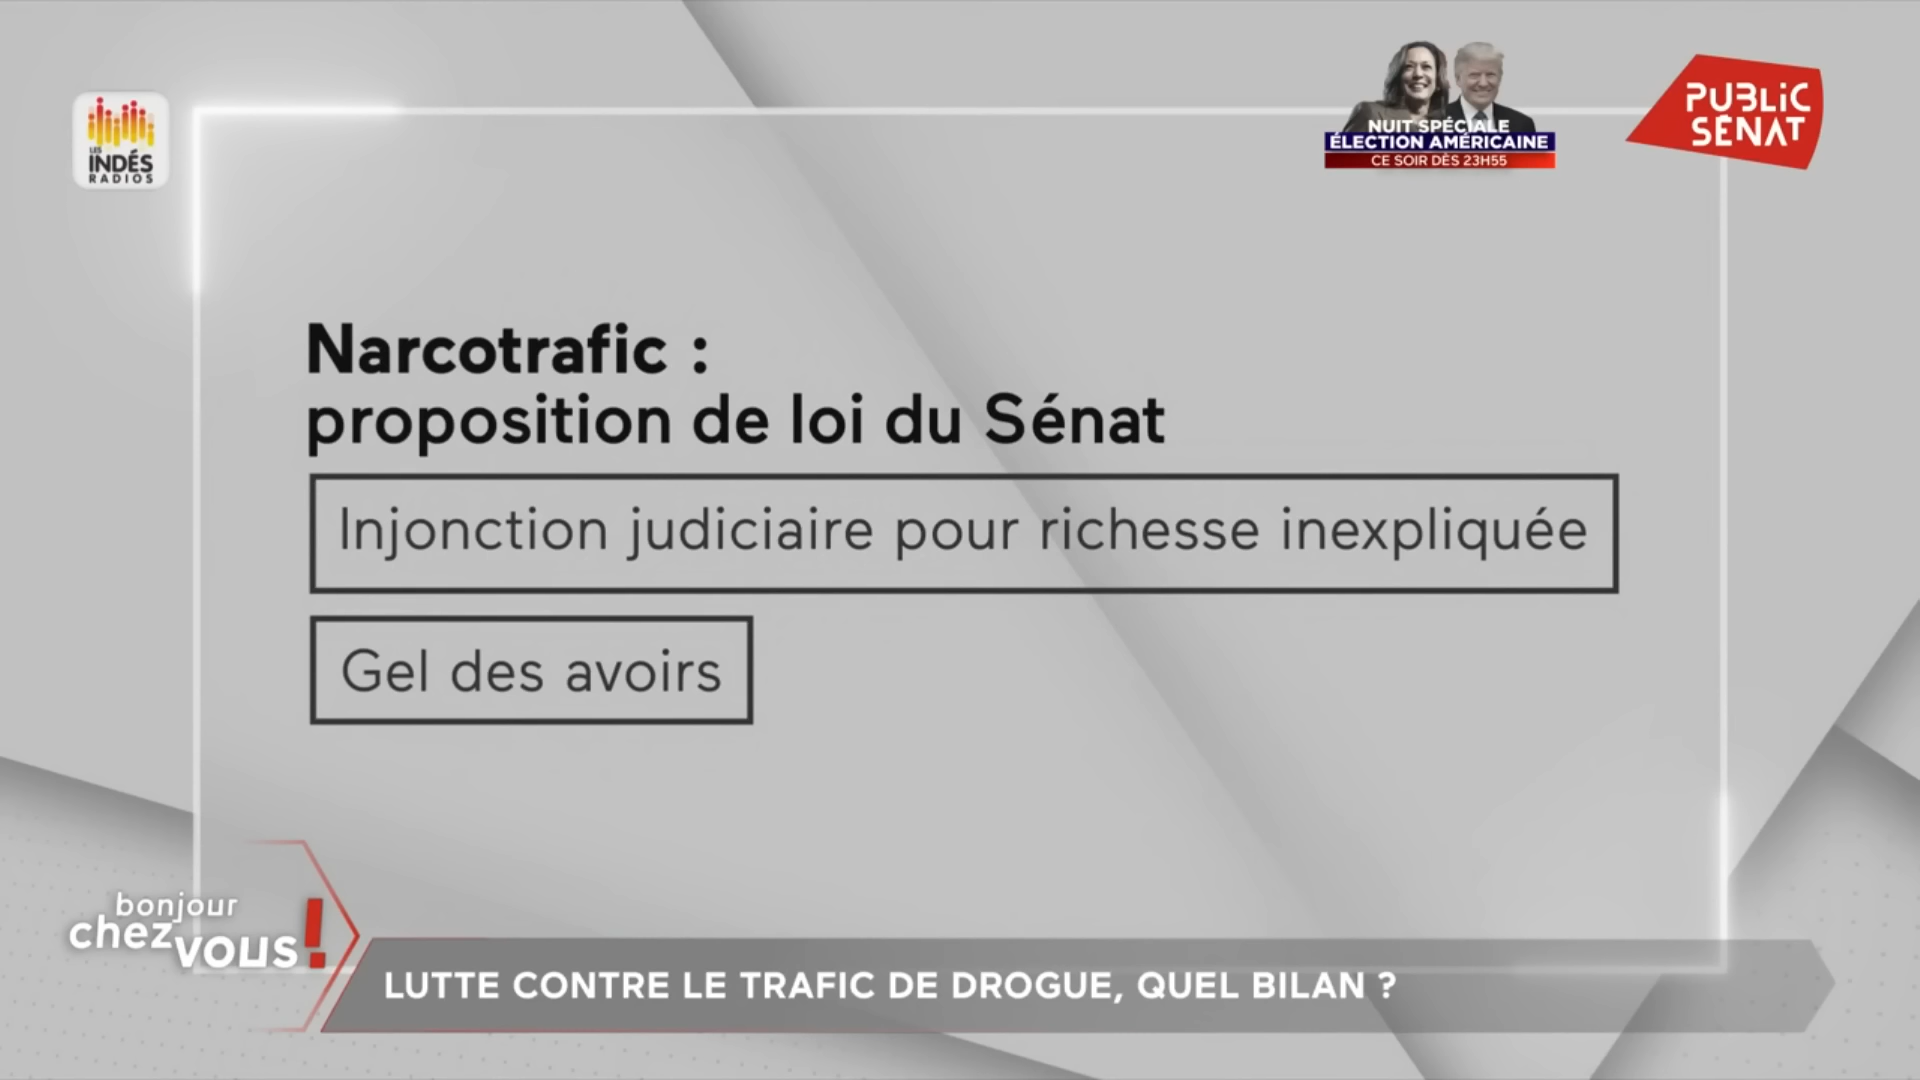 LES
INDÉS
RADIOS
NUIT SPÉCIALE
ÉLECTION AMÉRICAINE
CE SOIR DÈS 23H55
PUBLIC
SÉNAT
Narcotrafic :
proposition de loi du Sénat
Injonction judiciaire pour richesse inexpliquée
Gel des avoirs
bonjour
chez
vous!
LUTTE CONTRE LE TRAFIC DE DROGUE, QUEL BILAN ?